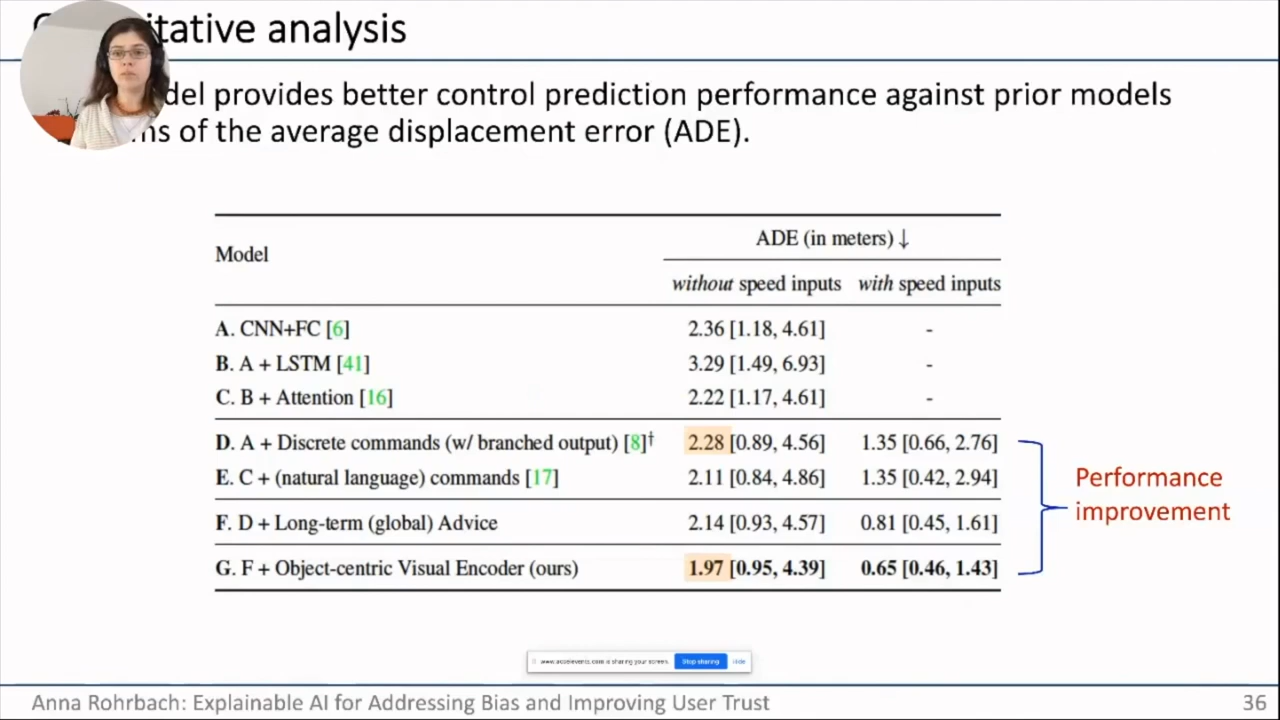 itative analysis
del provides better control prediction performance against prior models
ns of the average displacement error (ADE).
Model
ADE (in meters) ↓
without speed inputs with speed inputs
A. CNN+FC [6] 2.36 [1.18, 4.61] -
B. A + LSTM [41] 3.29 [1.49, 6.93] -
C. B + Attention [16] 2.22 [1.17, 4.61] -
D. A + Discrete commands (w/ branched output) [8]† 2.28 [0.89, 4.56] 1.35 [0.66, 2.76]
E. C + (natural language) commands [17] 2.11 [0.84, 4.86] 1.35 [0.42, 2.94]
F. D + Long-term (global) Advice 2.14 [0.93, 4.57] 0.81 [0.45, 1.61]
G. F + Object-centric Visual Encoder (ours) 1.97 [0.95, 4.39] 0.65 [0.46, 1.43]
Performance
improvement
is sharing your screen. Stop sharing Hide
Anna Rohrbach: Explainable AI for Addressing Bias and Improving User Trust 36